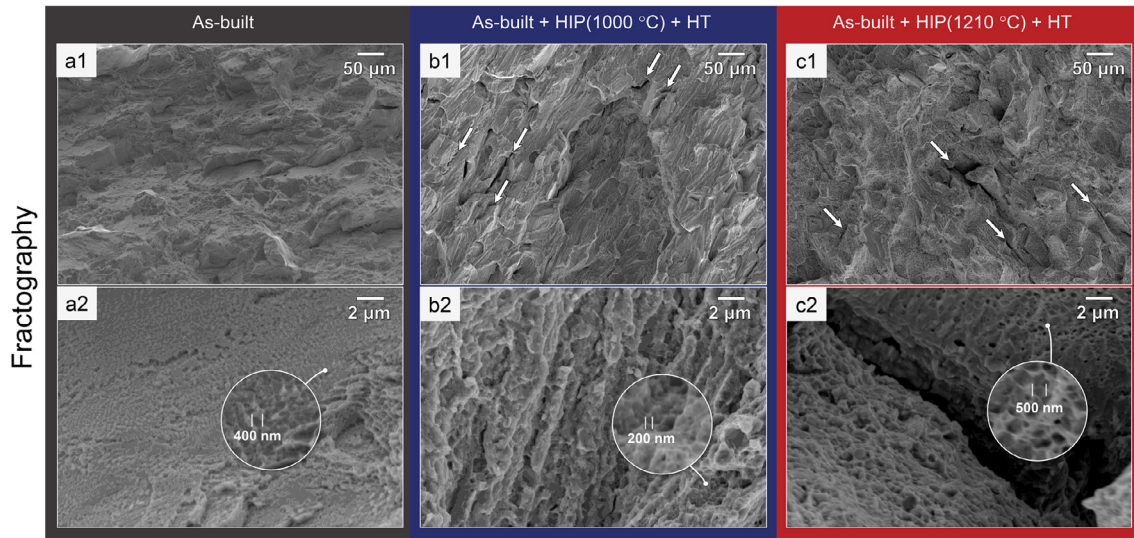 As-built
As-built + HIP(1000 °C) + HT
As-built + HIP(1210 °C) + HT
Fractography
a1
50 µm
b1
50 µm
c1
50 µm
a2
2 µm
400 nm
b2
2 µm
200 nm
c2
2 µm
500 nm